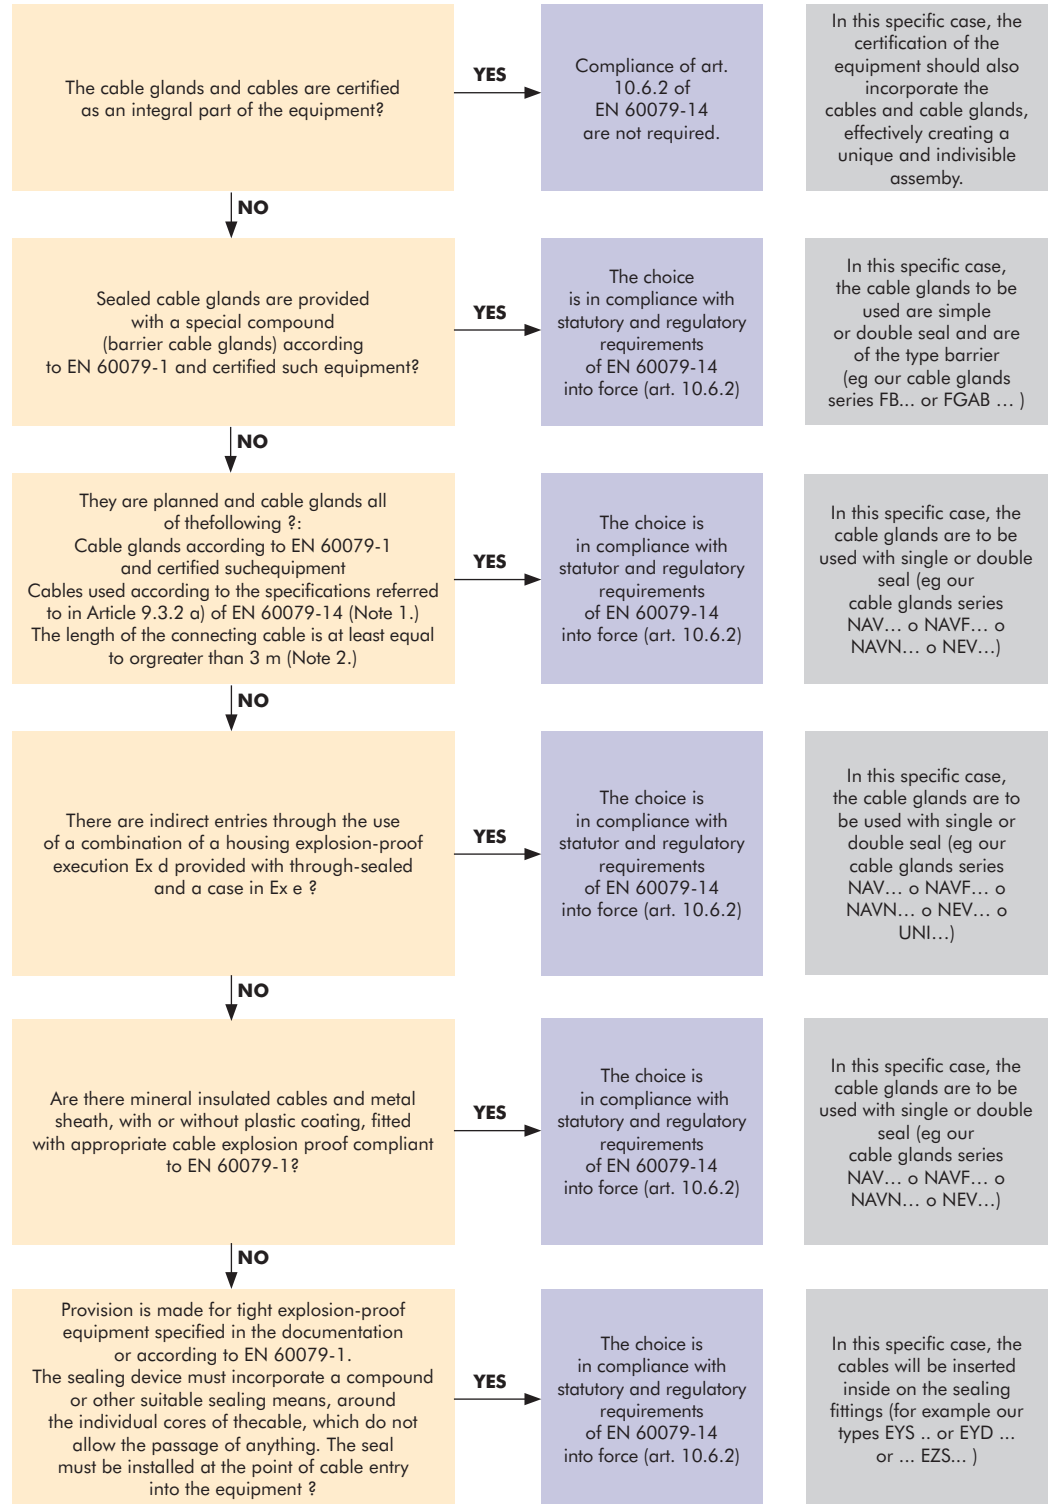 The cable glands and cables are certified
as an integral part of the equipment?
YES
Compliance of art.
10.6.2 of
EN 60079-14
are not required.
In this specific case, the
certification of the
equipment should also
incorporate the
cables and cable glands,
effectively creating a
unique and indivisible
assemby.
NO
Sealed cable glands are provided
with a special compound
(barrier cable glands) according
to EN 60079-1 and certified such equipment?
YES
The choice
is in compliance with
statutory and regulatory
requirements
of EN 60079-14
into force (art. 10.6.2)
In this specific case,
the cable glands to be
used are simple
or double seal and are
of the type barrier
(eg our cable glands
series FB... or FGAB ... )
NO
They are planned and cable glands all
of thefollowing ?:
Cable glands according to EN 60079-1
and certified suchequipment
Cables used according to the specifications referred
to in Article 9.3.2 a) of EN 60079-14 (Note 1.)
The length of the connecting cable is at least equal
to orgreater than 3 m (Note 2.)
YES
The choice is
in compliance with
statutor and regulatory
requirements
of EN 60079-14
into force (art. 10.6.2)
In this specific case, the
cable glands are to be
used with single or double
seal (eg our
cable glands series
NAV... o NAVF... o
NAVN... o NEV...)
NO
There are indirect entries through the use
of a combination of a housing explosion-proof
execution Ex d provided with through-sealed
and a case in Ex e ?
YES
The choice is
in compliance with
statutor and regulatory
requirements
of EN 60079-14
into force (art. 10.6.2)
In this specific case,
the cable glands are to
be used with single or
double seal (eg our
cable glands series
NAV... o NAVF... o
NAVN... o NEV... o
UNI...)
NO
Are there mineral insulated cables and metal
sheath, with or without plastic coating, fitted
with appropriate cable explosion proof compliant
to EN 60079-1?
YES
The choice is
in compliance with
statutory and regulatory
requirements
of EN 60079-14
into force (art. 10.6.2)
In this specific case, the
cable glands are to be
used with single or double
seal (eg our
cable glands series
NAV... o NAVF... o
NAVN... o NEV...)
NO
Provision is made for tight explosion-proof
equipment specified in the documentation
or according to EN 60079-1.
The sealing device must incorporate a compound
or other suitable sealing means, around
the individual cores of thecable, which do not
allow the passage of anything. The seal
must be installed at the point of cable entry
into the equipment ?
YES
The choice is
in compliance with
statutory and regulatory
requirements
of EN 60079-14
into force (art. 10.6.2)
In this specific case, the
cables will be inserted
inside on the sealing
fittings (for example our
types EYS .. or EYD ...
or ... EZS... )